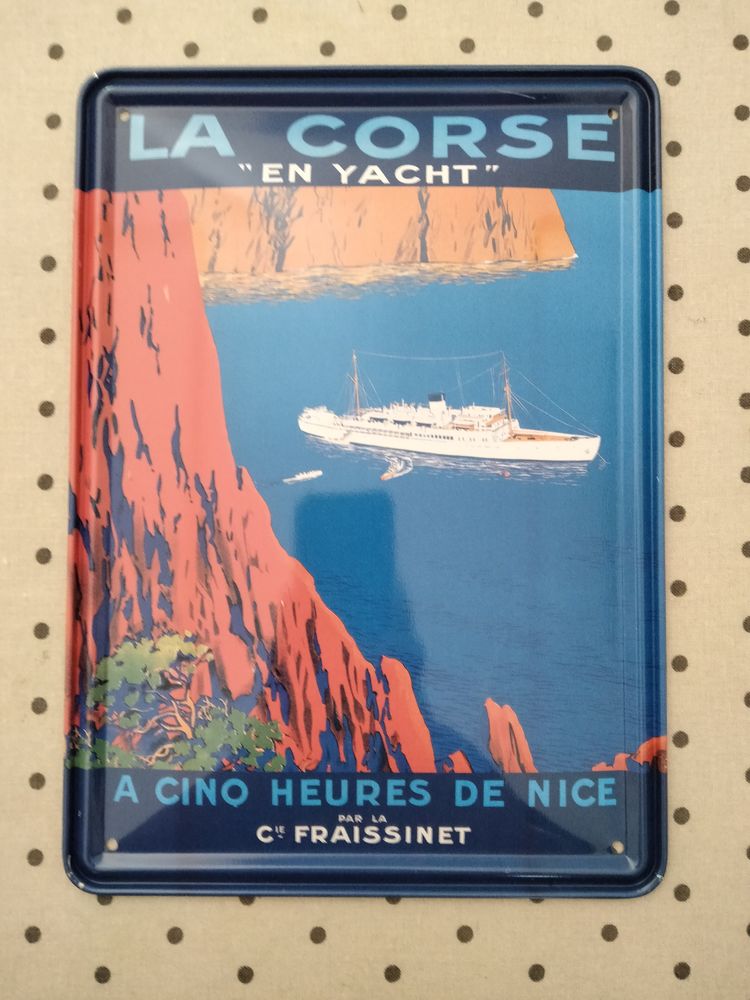 LA CORSE
"EN YACHT"
A CINQ HEURES DE NICE
PAR LA
CIE FRAISSINET